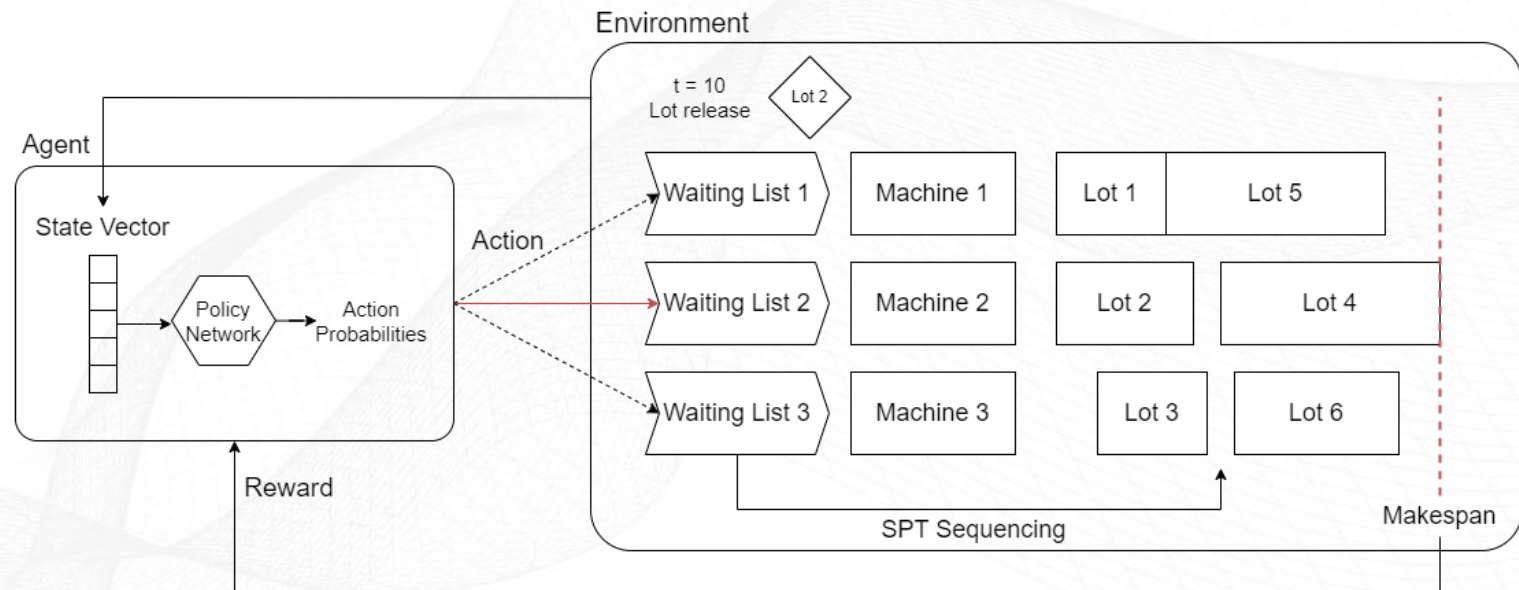 Environment
t = 10
Lot release
Lot 2
Agent
State Vector
Policy
Network
Action
Probabilities
Action
Waiting List 1
Machine 1
Lot 1
Lot 5
Waiting List 2
Machine 2
Lot 2
Lot 4
Waiting List 3
Machine 3
Lot 3
Lot 6
Reward
SPT Sequencing
Makespan